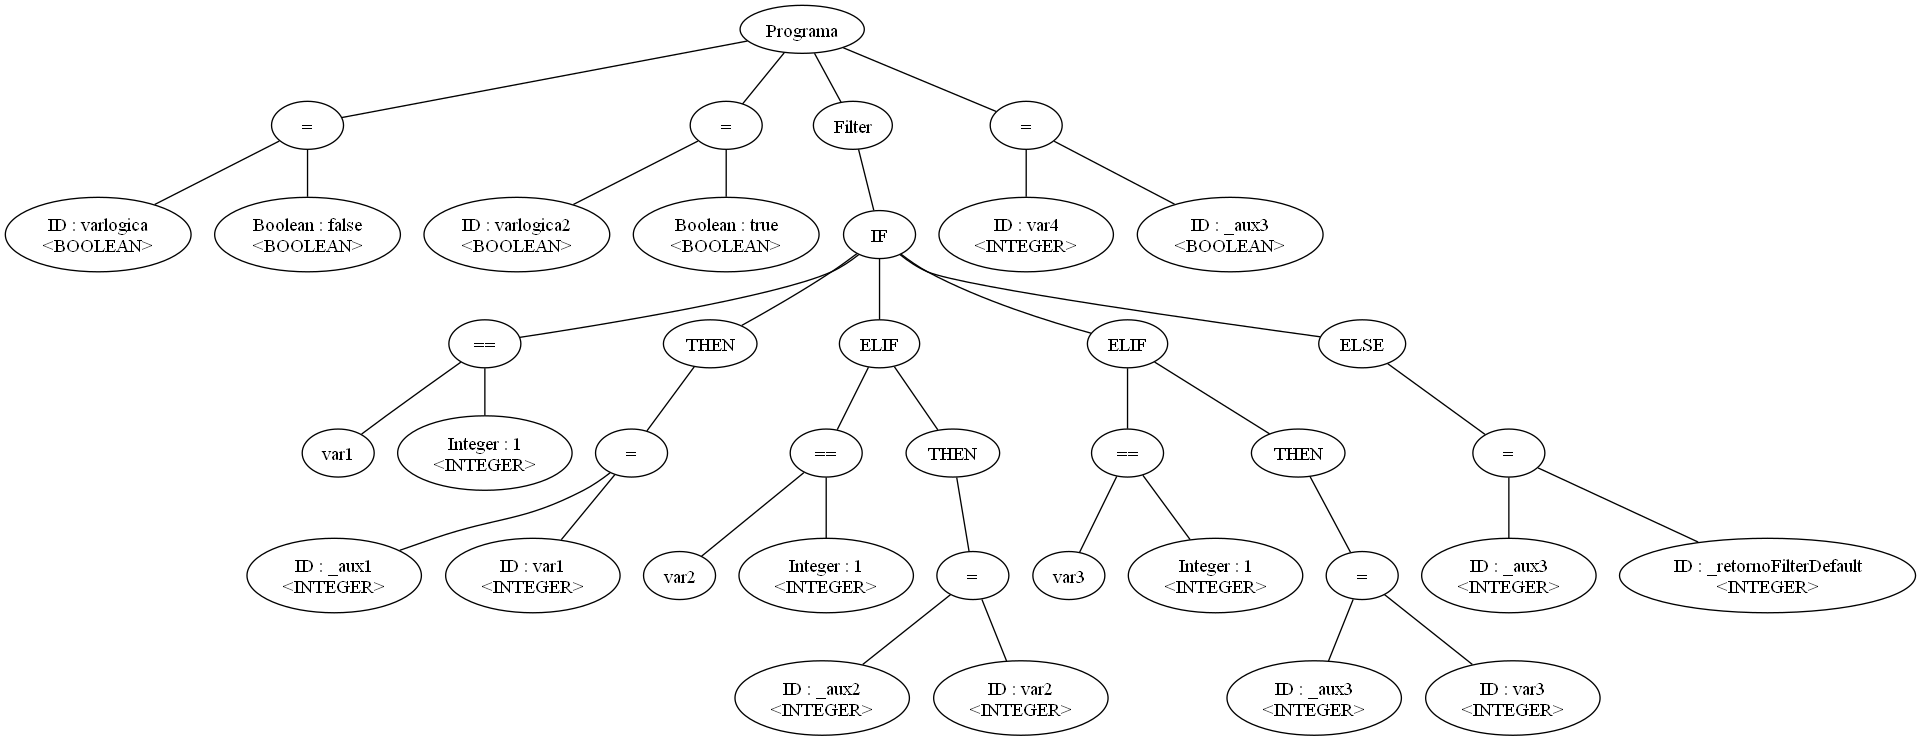 Programa
=
=
Filter
=
ID : varlogica
<BOOLEAN>
Boolean : false
<BOOLEAN>
ID : varlogica2
<BOOLEAN>
Boolean : true
<BOOLEAN>
IF
ID : var4
<INTEGER>
ID : _aux3
<BOOLEAN>
==
THEN
ELIF
ELIF
ELSE
var1
Integer : 1
<INTEGER>
=
==
THEN
==
THEN
=
ID : _aux1
<INTEGER>
ID : var1
<INTEGER>
var2
Integer : 1
<INTEGER>
=
var3
Integer : 1
<INTEGER>
=
ID : _aux3
<INTEGER>
ID : _retornoFilterDefault
<INTEGER>
ID : _aux2
<INTEGER>
ID : var2
<INTEGER>
ID : _aux3
<INTEGER>
ID : var3
<INTEGER>